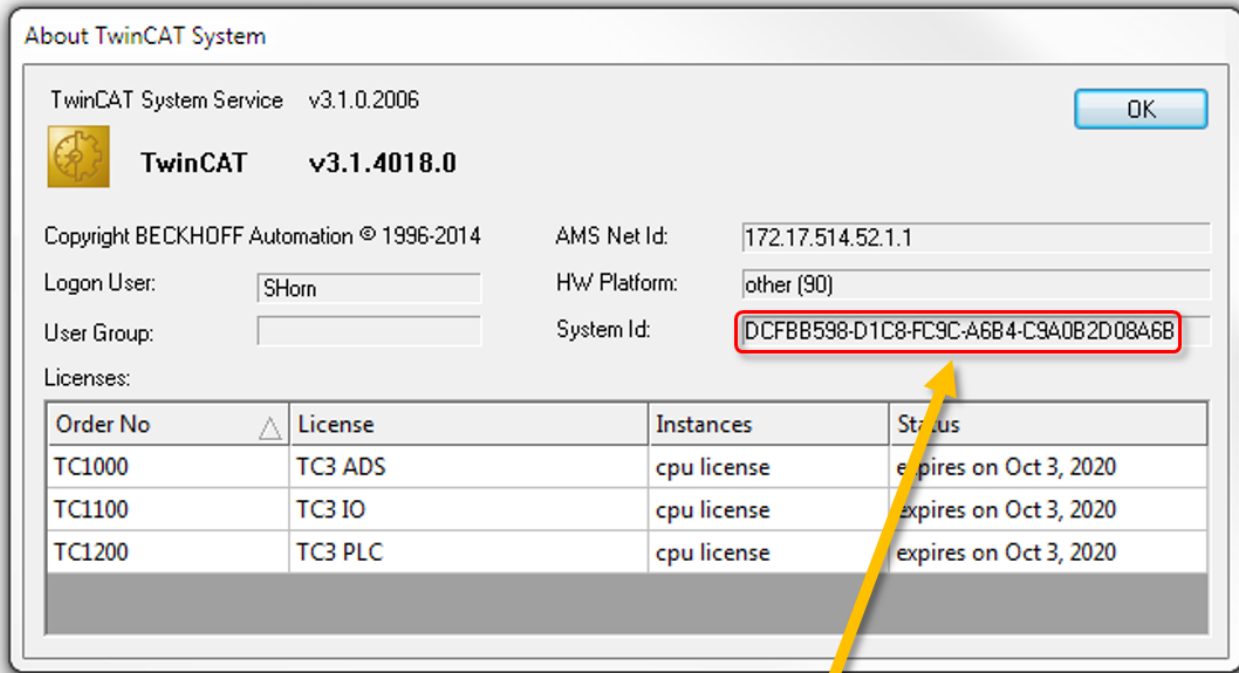 About TwinCAT System
TwinCAT System Service v3.1.0.2006
OK
TwinCAT v3.1.4018.0
Copyright BECKHOFF Automation © 1996-2014
AMS Net Id: 172.17.514.52.1.1
Logon User: SHorn
HW Platform: other (90)
User Group:
System Id: DCFBB598-D1C8-FC9C-A6B4-C9A0B2D08A6B
Licenses:
Order No License Instances Status
TC1000 TC3 ADS cpu license expires on Oct 3, 2020
TC1100 TC3 IO cpu license expires on Oct 3, 2020
TC1200 TC3 PLC cpu license expires on Oct 3, 2020